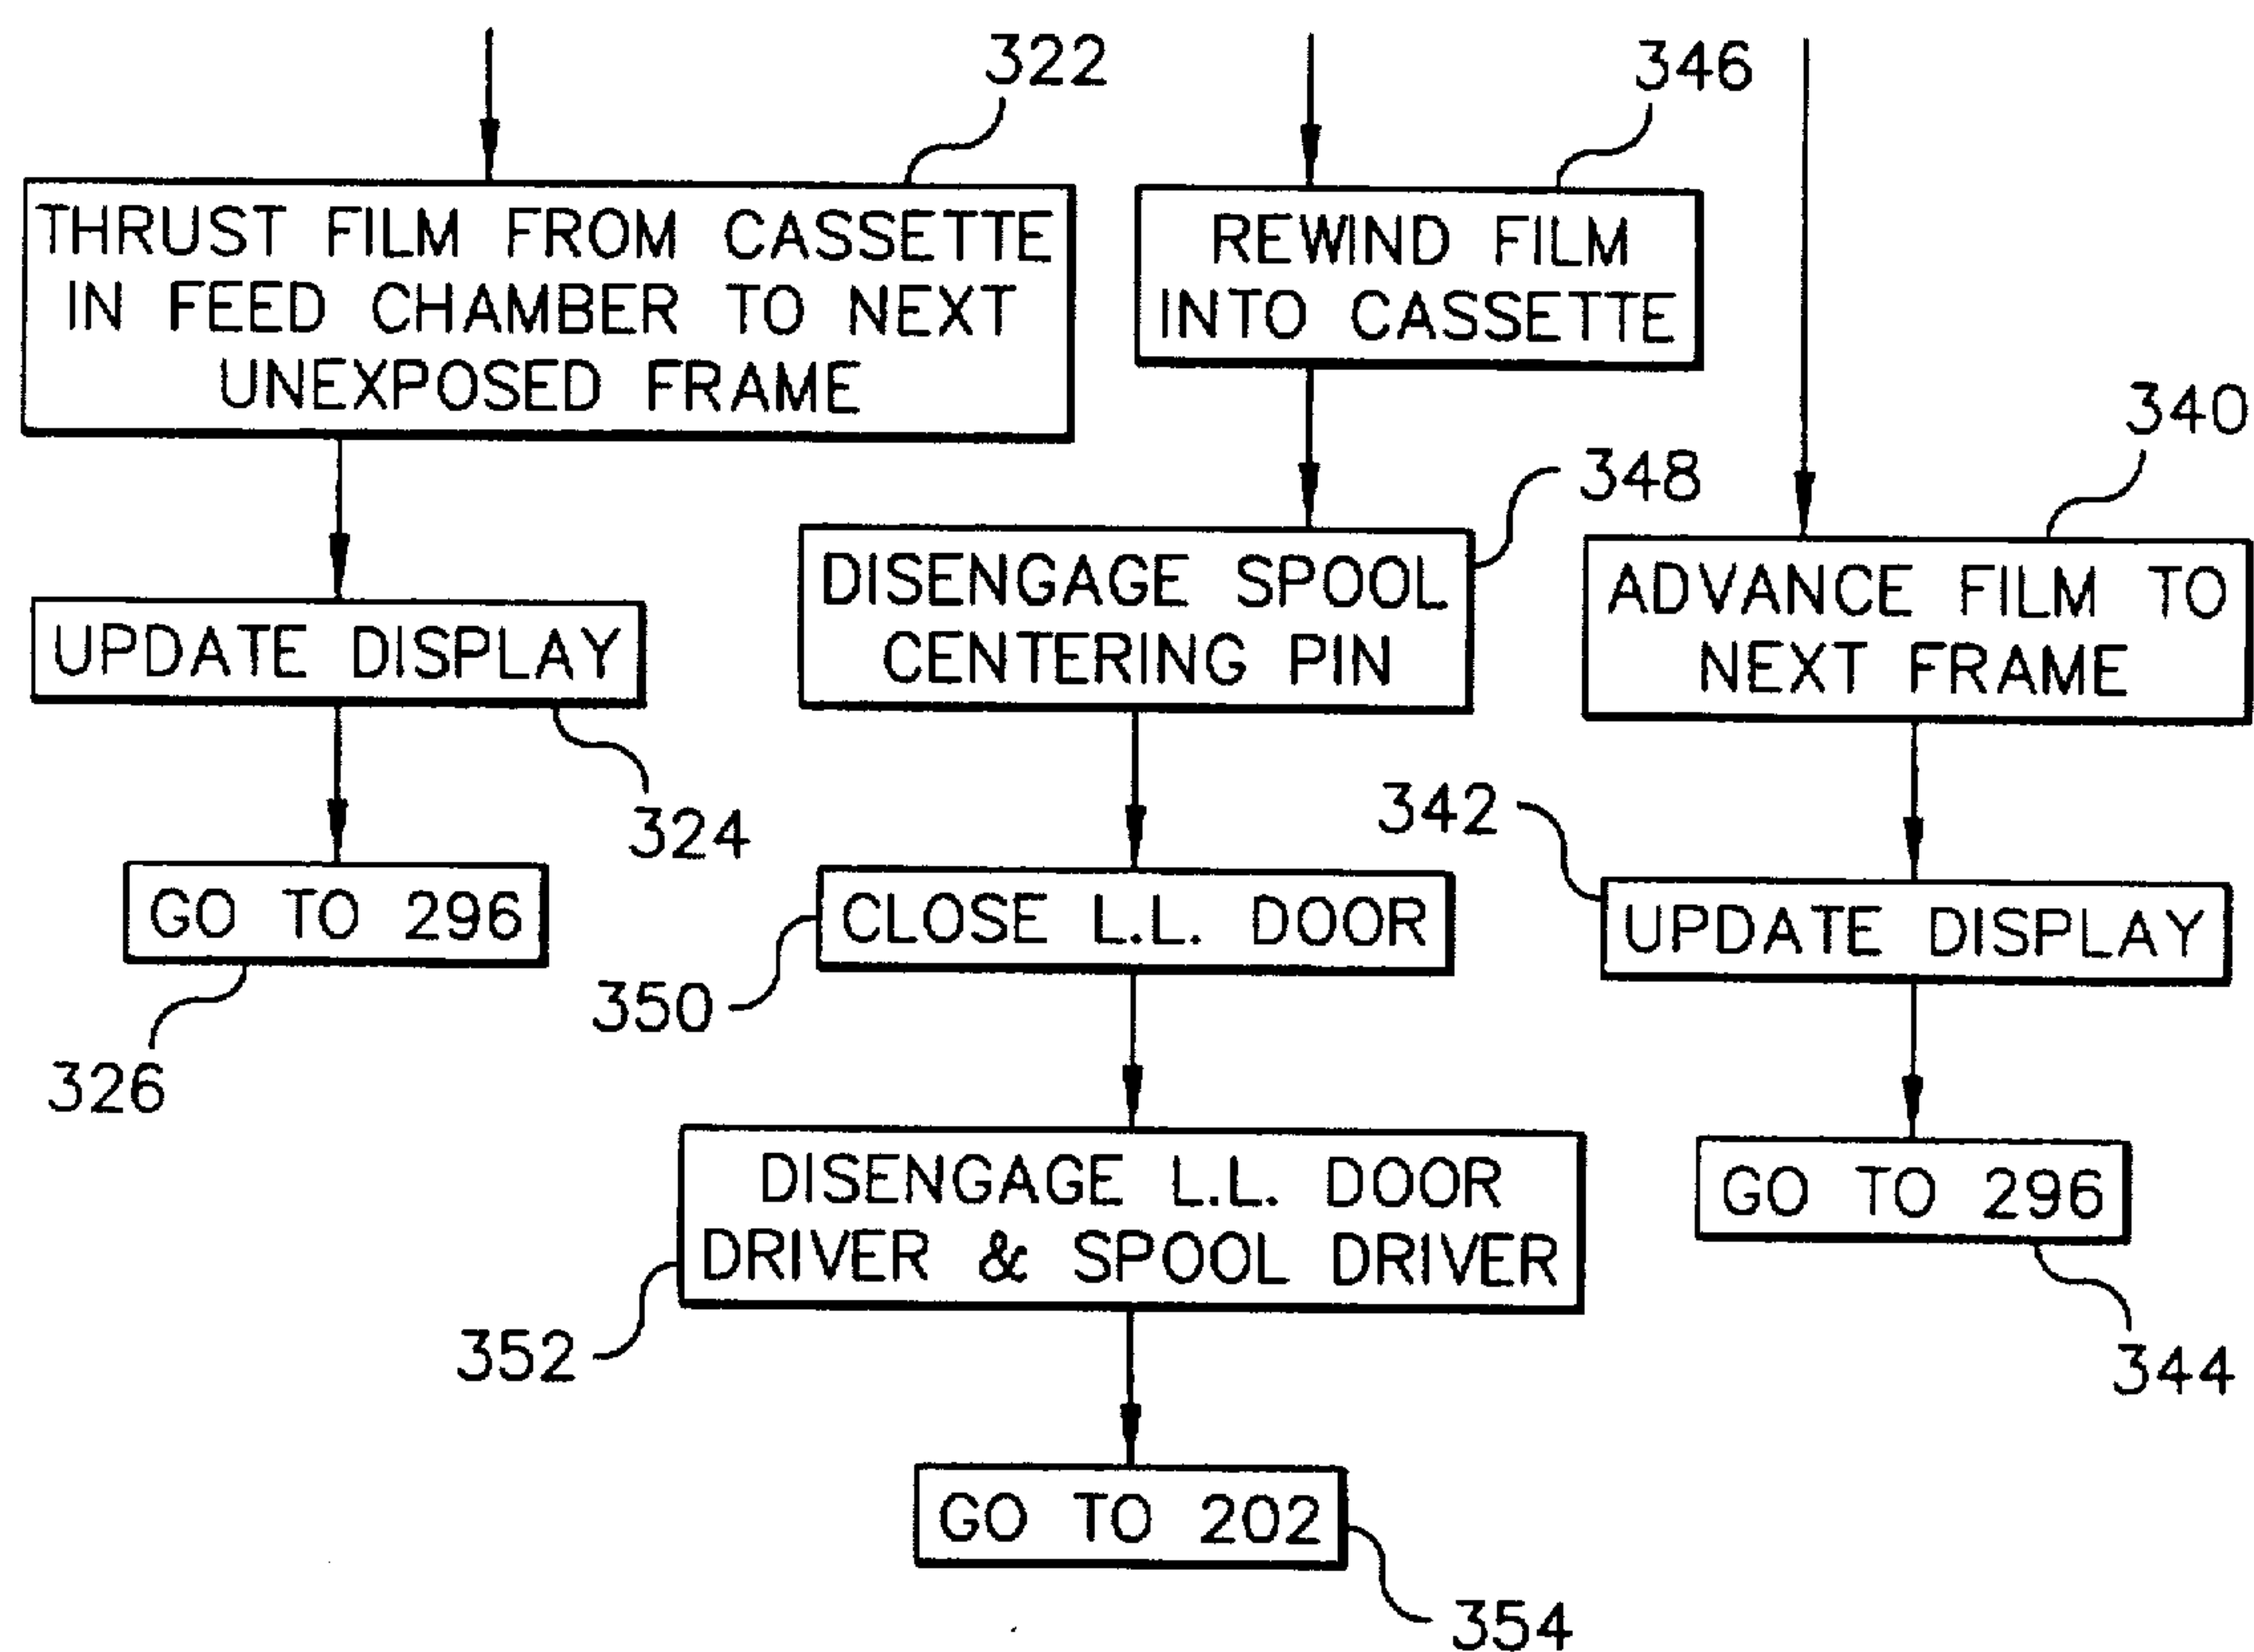 322
THRUST FILM FROM CASSETTE
IN FEED CHAMBER TO NEXT
UNEXPOSED FRAME
UPDATE DISPLAY
324
GO TO 296
326
346
REWIND FILM
INTO CASSETTE
348
DISENGAGE SPOOL
CENTERING PIN
CLOSE L.L. DOOR
350
DISENGAGE L.L. DOOR
DRIVER & SPOOL DRIVER
352
GO TO 202
354
340
ADVANCE FILM TO
NEXT FRAME
342
UPDATE DISPLAY
GO TO 296
344